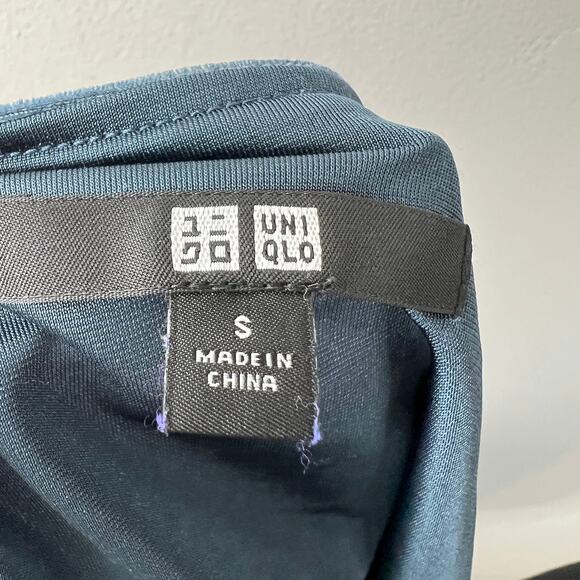 ユニ UNI
クロ QLO
S
MADE IN
CHINA